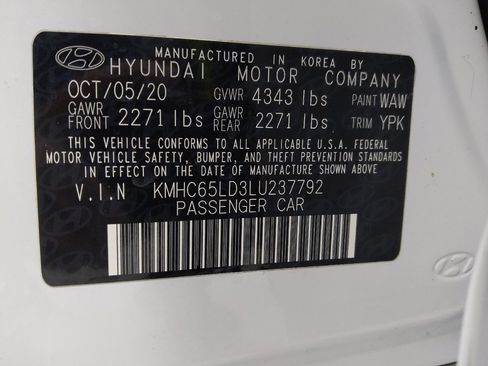 MANUFACTURED IN KOREA BY
HYUNDAI MOTOR COMPANY
OCT/05/20 GVWR 4343 lbs PAINT WAW
GAWR FRONT 2271 lbs GAWR REAR 2271 lbs TRIM YPK
THIS VEHICLE CONFORMS TO ALL APPLICABLE U.S.A. FEDERAL
MOTOR VEHICLE SAFETY, BUMPER, AND THEFT PREVENTION STANDARDS
IN EFFECT ON THE DATE OF MANUFACTURE SHOWN ABOVE.
V.I.N KMHC65LD3LU237792
PASSENGER CAR